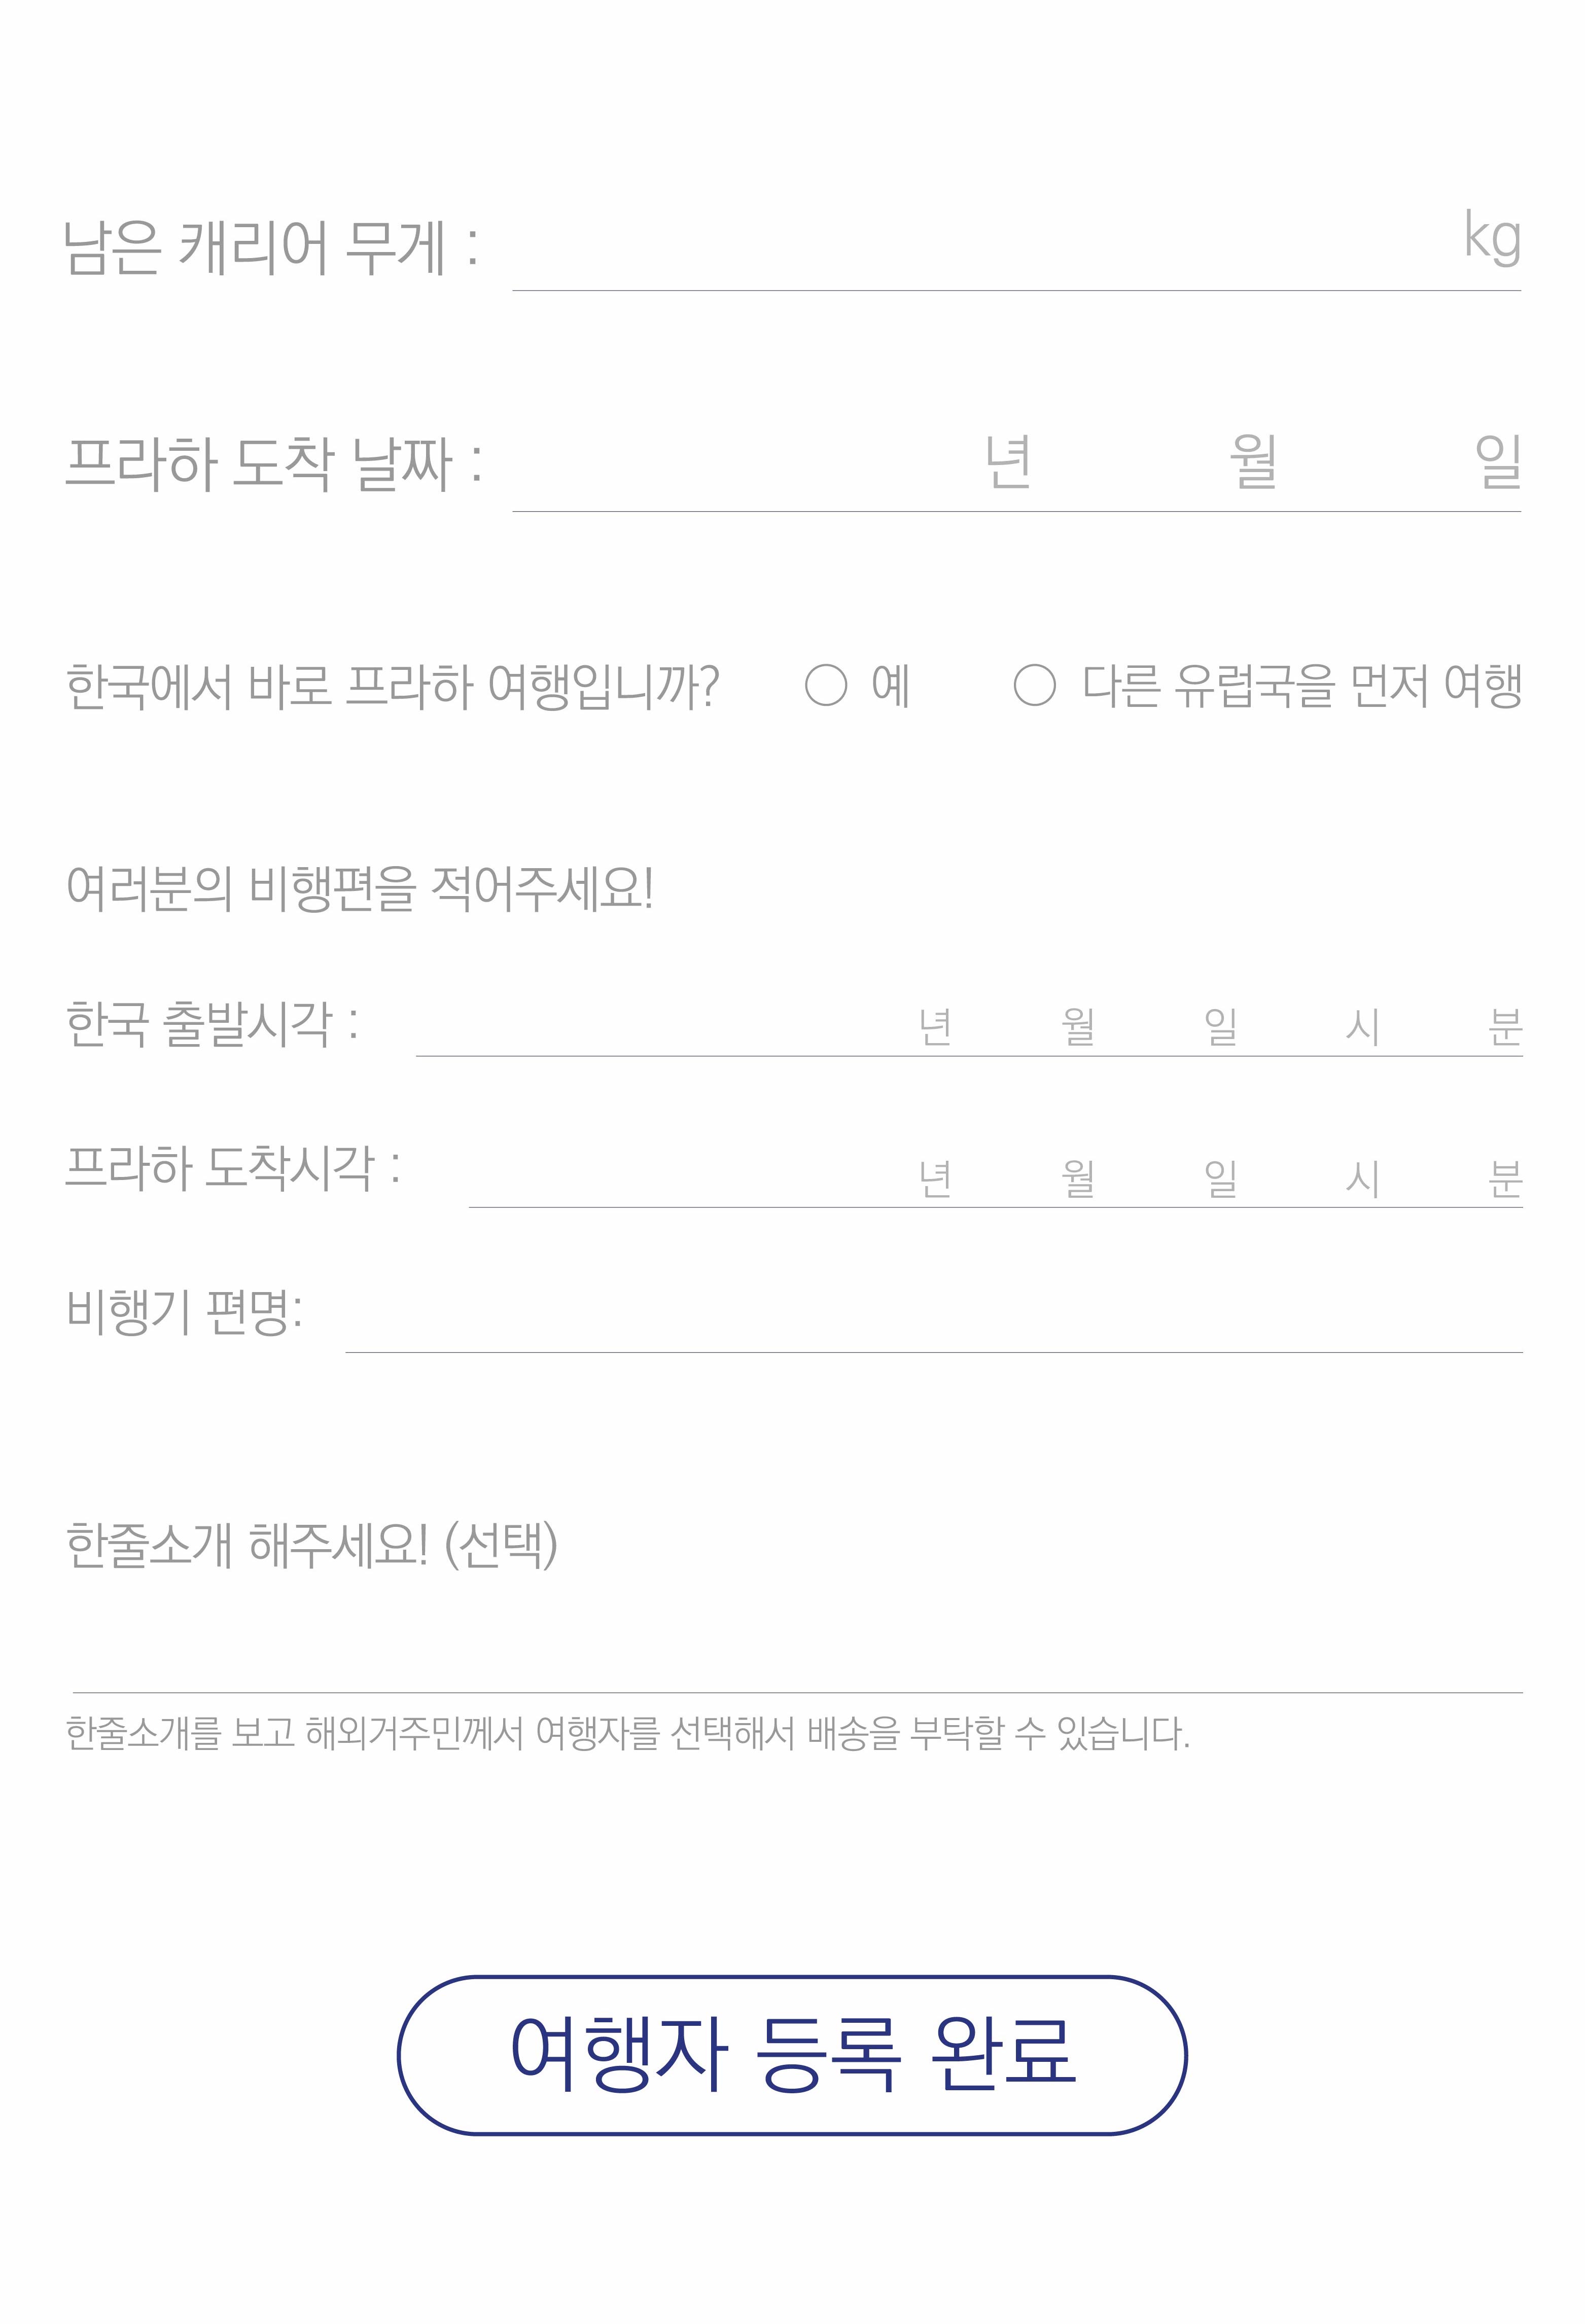 남은 캐리어 무게 : kg
프라하 도착 날짜 : 년 월 일
한국에서 바로 프라하 여행입니까? 예 다른 유럽국을 먼저 여행
여러분의 비행편을 적어주세요!
한국 출발시각 : 년 월 일 시 분
프라하 도착시각 : 년 월 일 시 분
비행기 편명:
한줄소개 해주세요! (선택)
한줄소개를 보고 해외거주민께서 여행자를 선택해서 배송을 부탁할 수 있습니다.
여행자 등록 완료